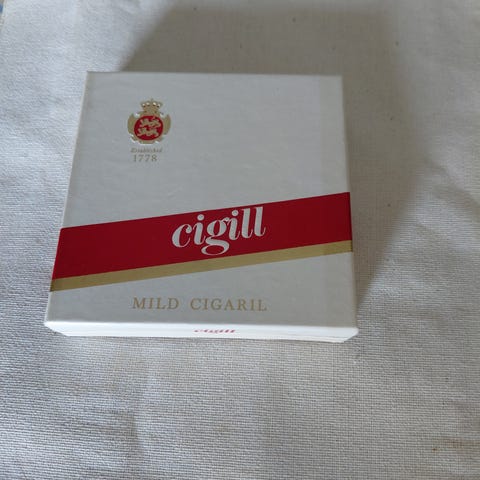 Established
1778
cigill
MILD CIGARIL
cigill